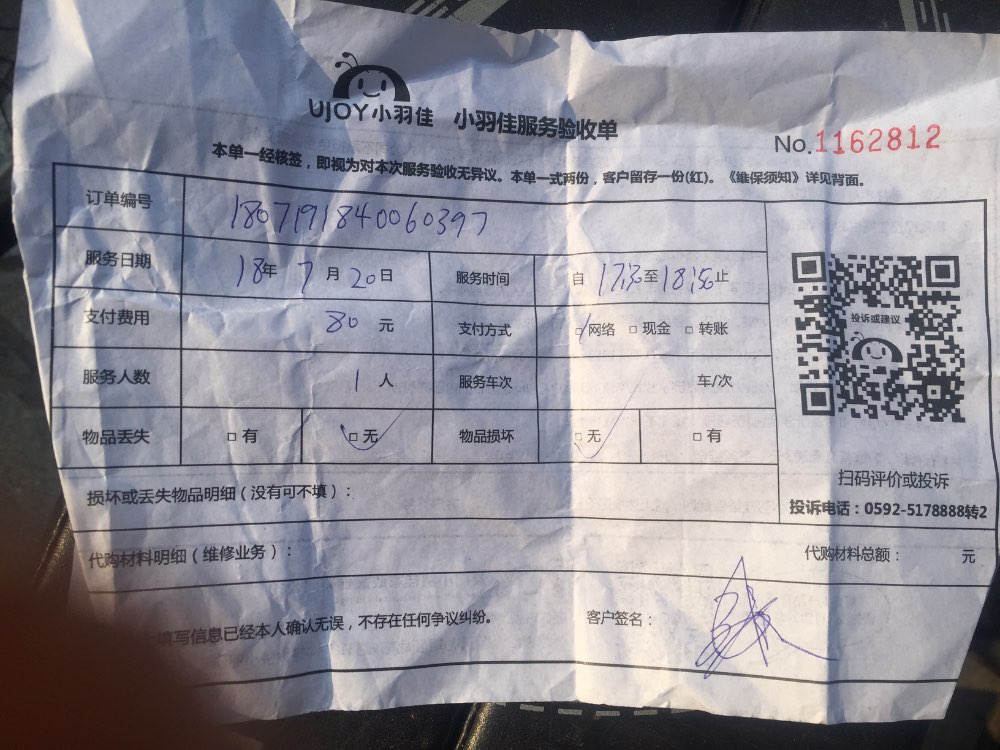 UJOY小羽佳 小羽佳服务验收单
No.1162812
本单一经核签，即视为对本次服务验收无异议。本单一式两份，客户留存一份(红)。《维保须知》详见背面。
订单编号 1807191840060397
服务日期 18年 7月20日 服务时间 自 17:30至18:50止
支付费用 80 元 支付方式 □网络 □现金 □转账
服务人数 1人 服务车次 车/次
物品丢失 □有 □无 物品损坏 □无 □有
投诉或建议
扫码评价或投诉
投诉电话：0592-5178888转2
损坏或丢失物品明细（没有可不填）：
代购材料明细（维修业务）： 代购材料总额： 元
填写信息已经本人确认无误，不存在任何争议纠纷。 客户签名：